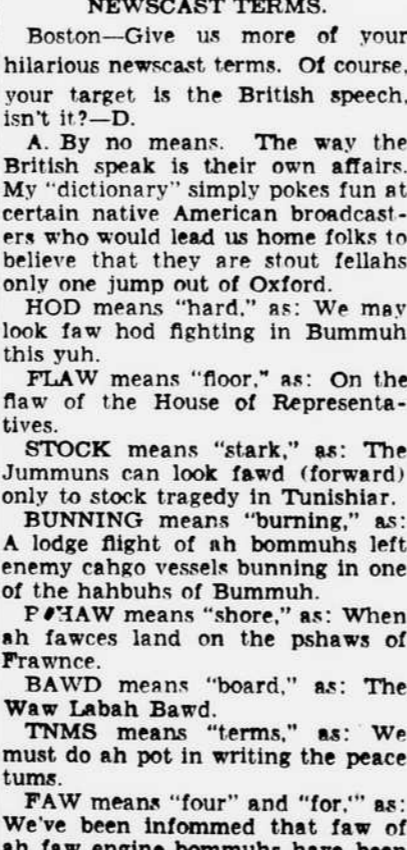 NEWSCAST TERMS.
Boston—Give us more of your
hilarious newscast terms. Of course,
your target is the British speech,
isn't it?—D.
A. By no means. The way the
British speak is their own affairs.
My "dictionary" simply pokes fun at
certain native American broadcast-
ers who would lead us home folks to
believe that they are stout fellahs
only one jump out of Oxford.
HOD means "hard," as: We may
look faw hod fighting in Bummuh
this yuh.
FLAW means "floor," as: On the
flaw of the House of Representa-
tives.
STOCK means "stark," as: The
Jummuns can look fawd (forward)
only to stock tragedy in Tunishiar.
BUNNING means "burning," as:
A lodge flight of ah bommuhs left
enemy cahgo vessels bunning in one
of the hahbuhs of Bummuh.
PSHAW means "shore," as: When
ah fawces land on the pshaws of
Frawnce.
BAWD means "board," as: The
Waw Labah Bawd.
TNMS means "terms," as: We
must do ah pot in writing the peace
tums.
FAW means "four" and "for,'" as:
We've been infommed that faw of
ah faw engine bommuhs have been